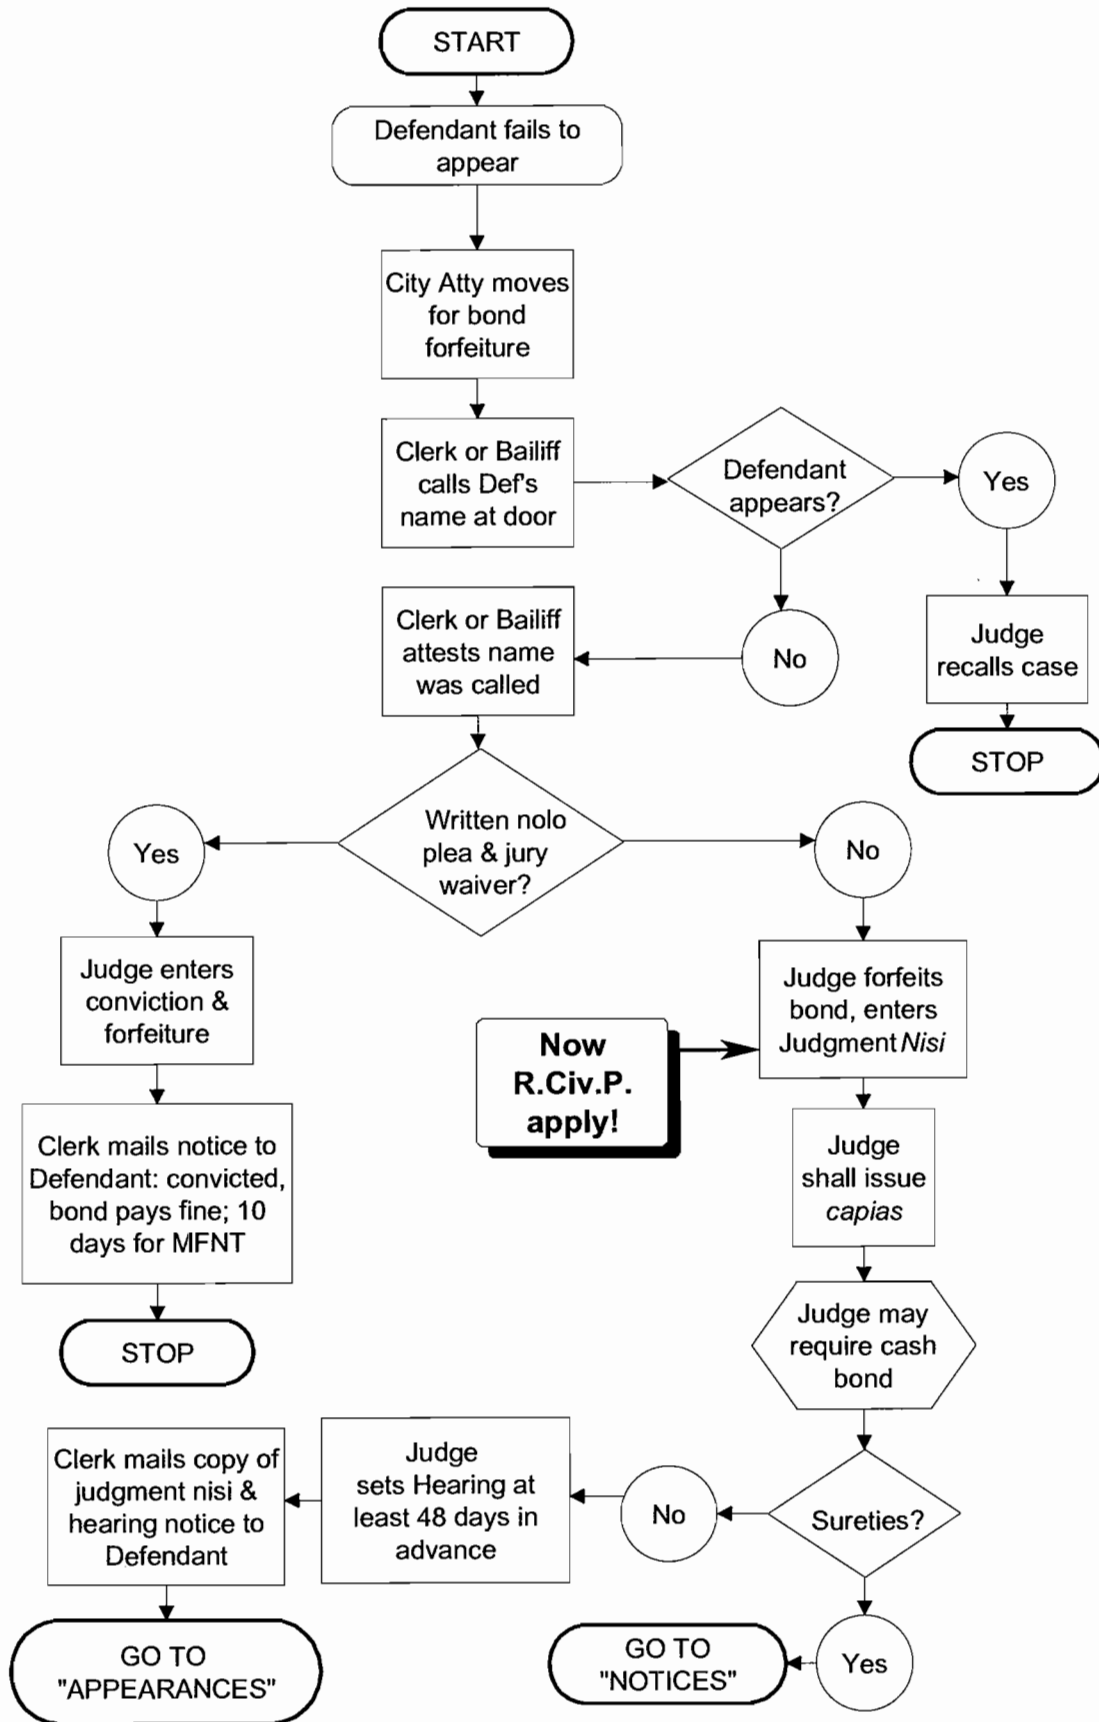 START
Defendant fails to
appear
City Atty moves
for bond
forfeiture
Clerk or Bailiff
calls Def's
name at door
Defendant
appears?
Yes
Judge
recalls case
STOP
No
Clerk or Bailiff
attests name
was called
Written nolo
plea & jury
waiver?
Yes
Judge enters
conviction &
forfeiture
Clerk mails notice to
Defendant: convicted,
bond pays fine; 10
days for MFNT
STOP
No
Judge forfeits
bond, enters
Judgment Nisi
Now
R.Civ.P.
apply!
Judge
shall issue
capias
Judge may
require cash
bond
Sureties?
No
Judge
sets Hearing at
least 48 days in
advance
Clerk mails copy of
judgment nisi &
hearing notice to
Defendant
GO TO
"APPEARANCES"
Yes
GO TO
"NOTICES"